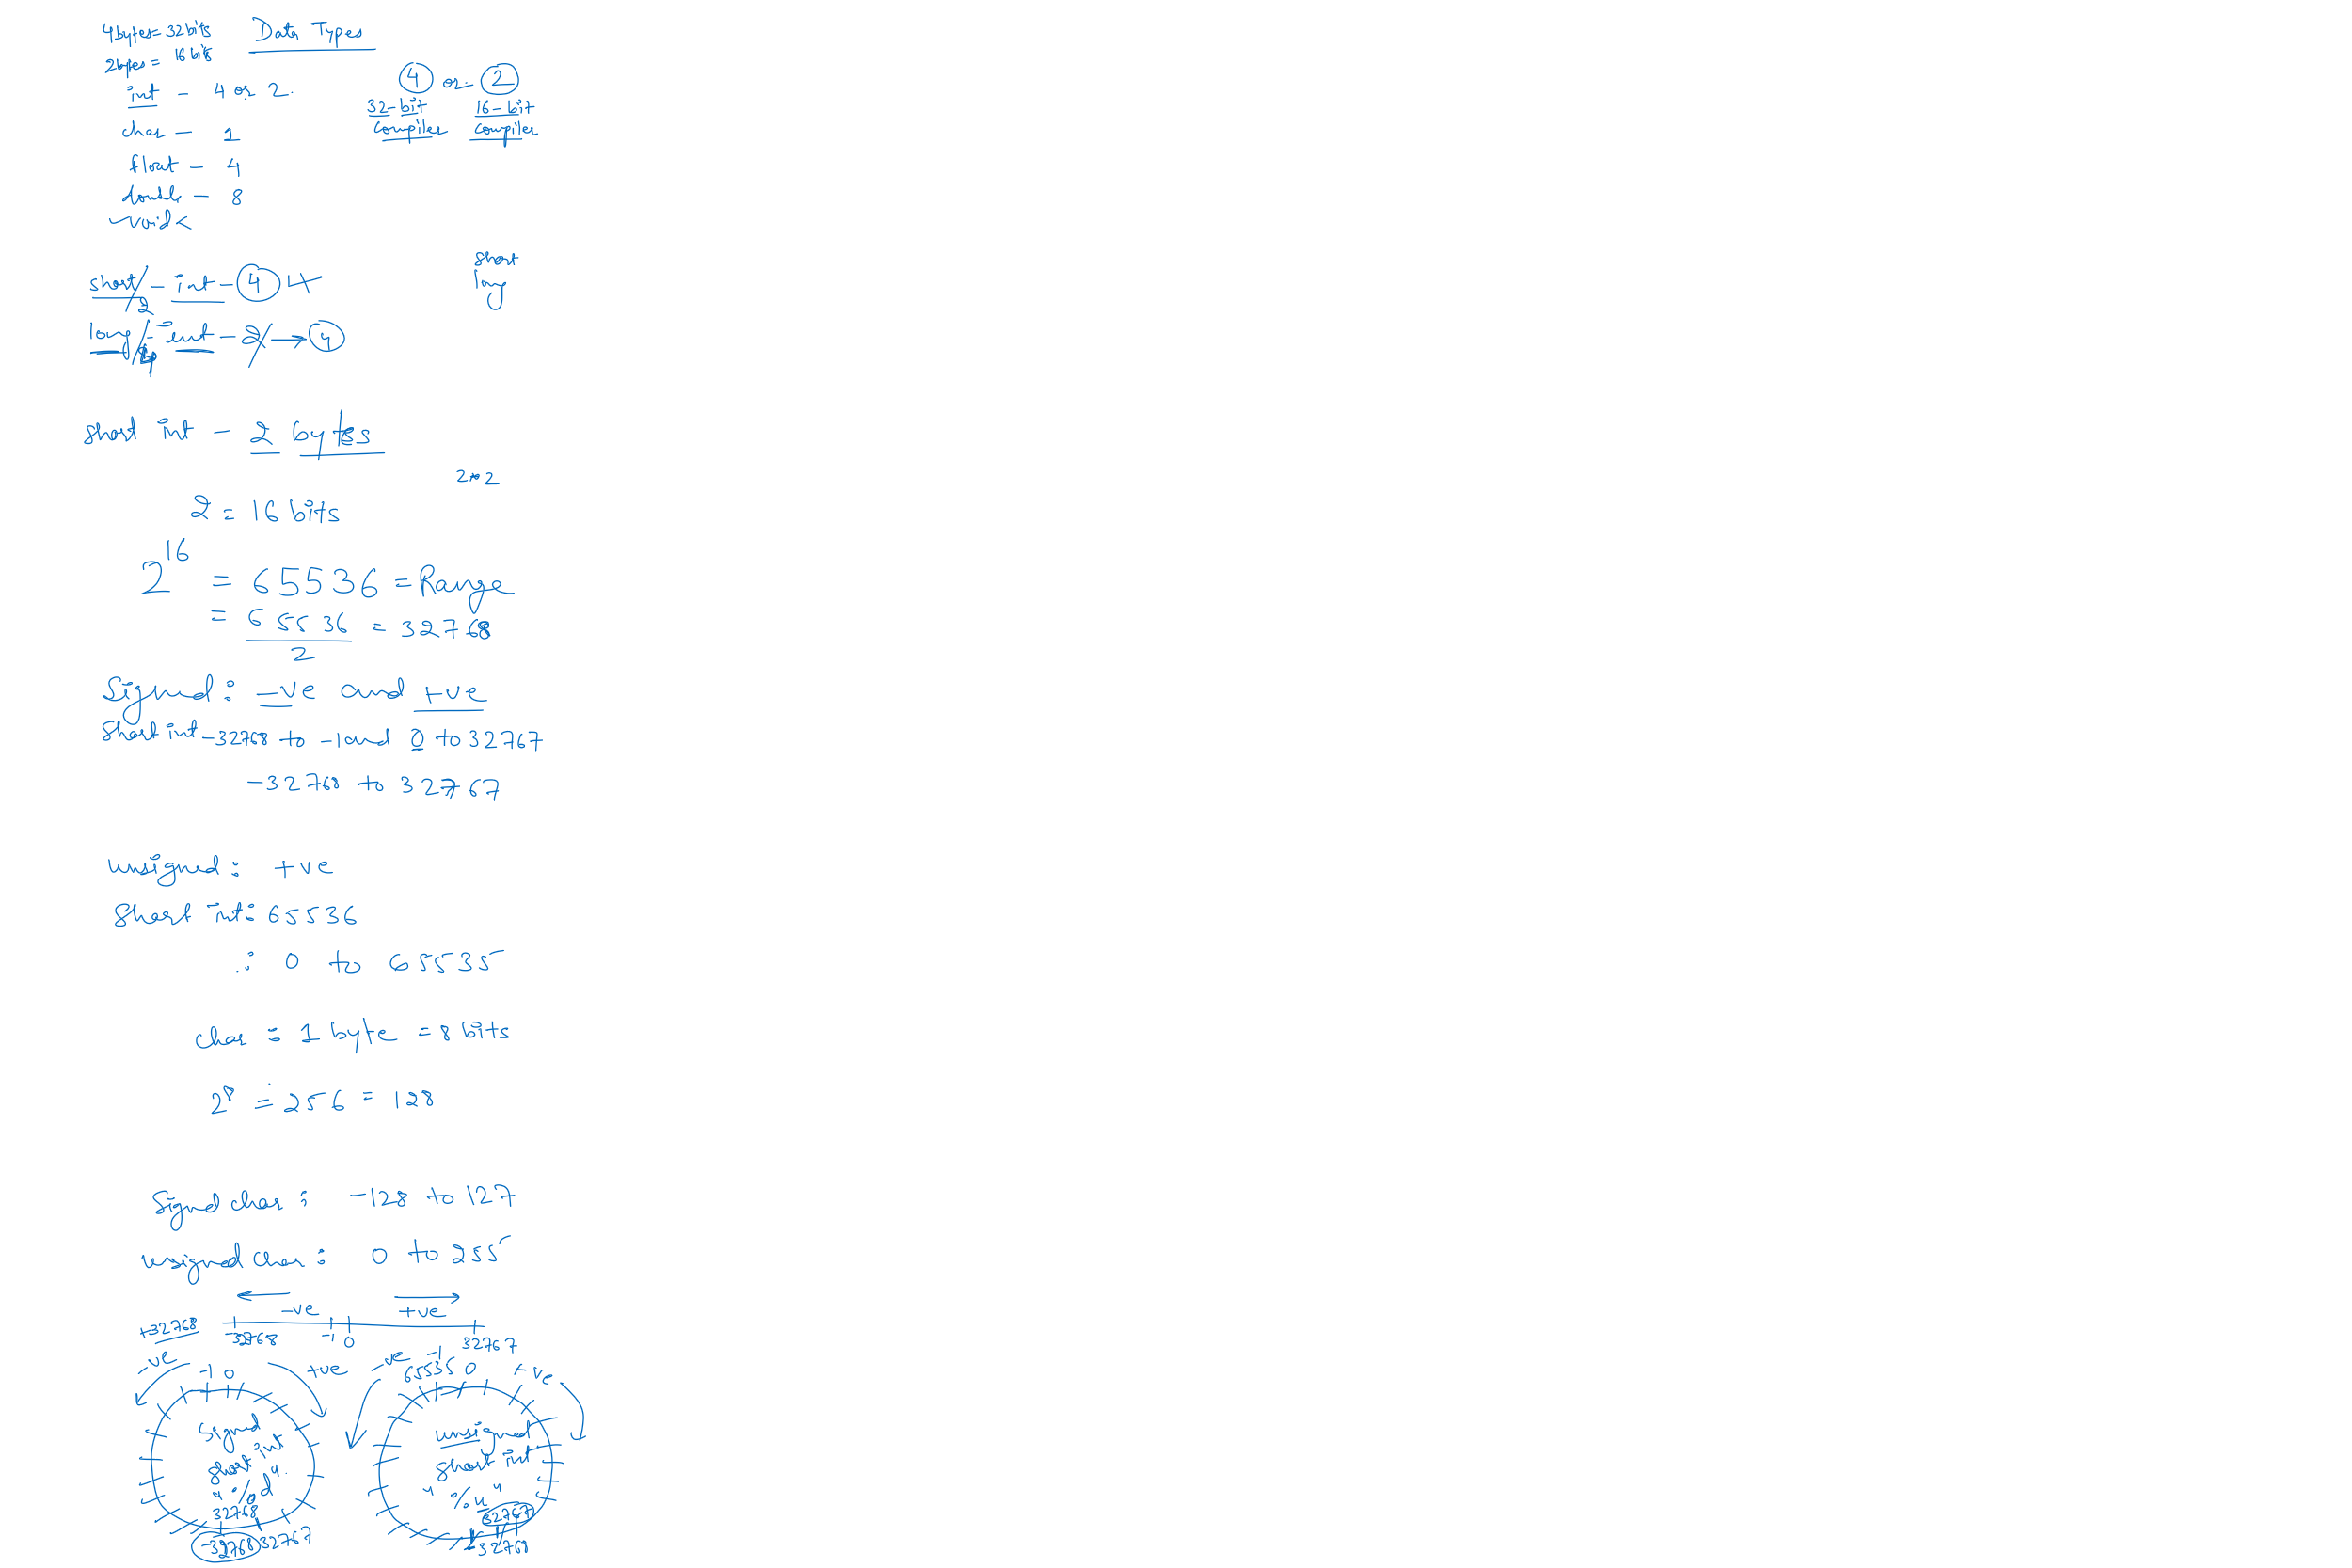 4bytes= 32bits Data Types
2bytes = 16 bits
int - 4 or 2. 4 or 2
32-bit 16-bit
char - 1 compiler compiler
float - 4
double - 8
void
short
long
short - int - 4
2
long - int - 2 → 4
4
short int - 2 bytes
2*2
2 = 16 bits
2^16 = 65536 = Range
= 65536/2 = 32768
Signed: -ve and +ve
Short int -32768 to -1 and 0 to 32767
-32768 to 32767
unsigned: +ve
Short int: 65536
: 0 to 65535
char : 1 byte = 8 bits
2^8 = 256 = 128
Signed char : -128 to 127
unsigned char : 0 to 255
-ve +ve
+32768 -32768 -1 0 32767
-ve -1 0 +ve -ve -1 +ve
65535 0
Signed unsigned
short int short int
"%d" "%u"
32768 32767
-32768 32767 32768